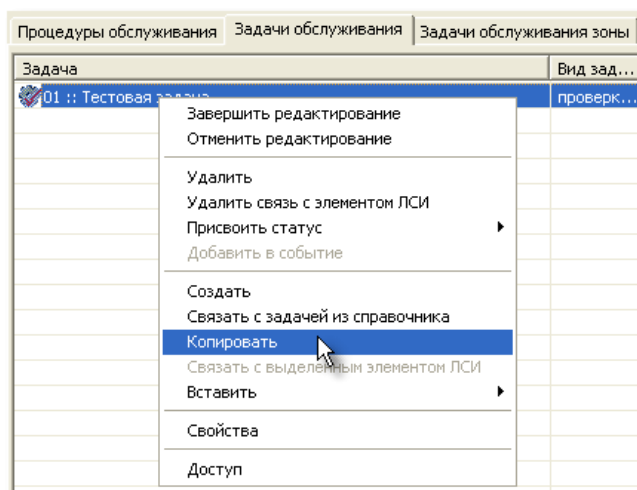 Процедуры обслуживания Задачи обслуживания Задачи обслуживания зоны
Задача Вид зад...
01 :: Тестовая задача проверк...
Завершить редактирование
Отменить редактирование
Удалить
Удалить связь с элементом ЛСИ
Присвоить статус
Добавить в событие
Создать
Связать с задачей из справочника
Копировать
Связать с выделенным элементом ЛСИ
Вставить
Свойства
Доступ